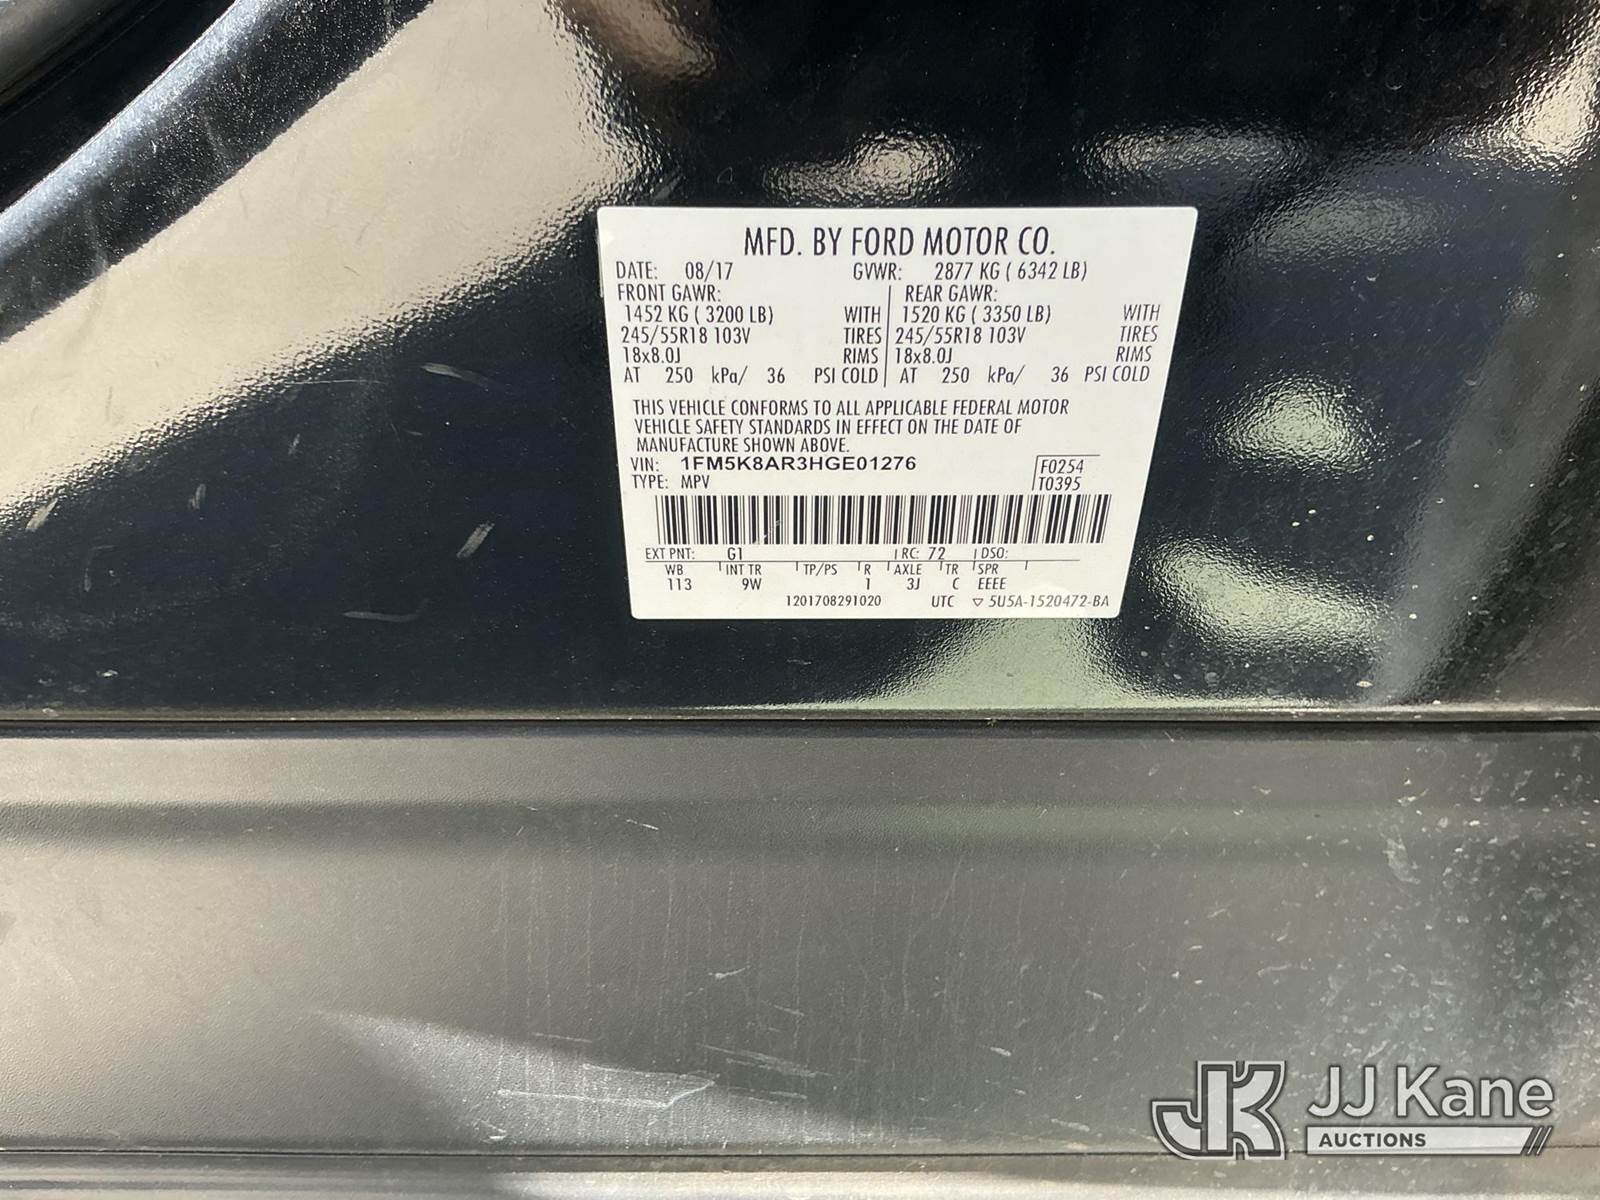 MFD. BY FORD MOTOR CO.
DATE: 08/17 GVWR: 2877 KG ( 6342 LB)
FRONT GAWR: REAR GAWR:
1452 KG ( 3200 LB) WITH 1520 KG ( 3350 LB) WITH
245/55R18 103V TIRES 245/55R18 103V TIRES
18x8.0J RIMS 18x8.0J RIMS
AT 250 kPa/ 36 PSI COLD AT 250 kPa/ 36 PSI COLD
THIS VEHICLE CONFORMS TO ALL APPLICABLE FEDERAL MOTOR
VEHICLE SAFETY STANDARDS IN EFFECT ON THE DATE OF
MANUFACTURE SHOWN ABOVE.
VIN: 1FM5K8AR3HGE01276 F0254
TYPE: MPV T0395
EXT PNT: G1 RC: 72 DSO:
WB INT TR TP/PS R AXLE TR SPR
113 9W 1 3J C EEEE
1201708291020 UTC ▽ 5U5A-1520472-BA
JK JJ Kane
AUCTIONS